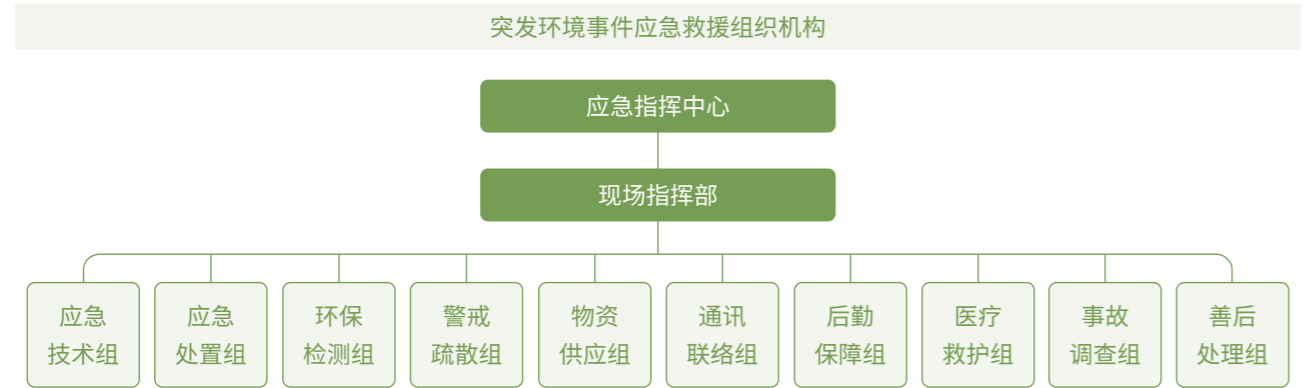 突发环境事件应急救援组织机构
应急指挥中心
现场指挥部
应急
技术组
应急
处置组
环保
检测组
警戒
疏散组
物资
供应组
通讯
联络组
后勤
保障组
医疗
救护组
事故
调查组
善后
处理组